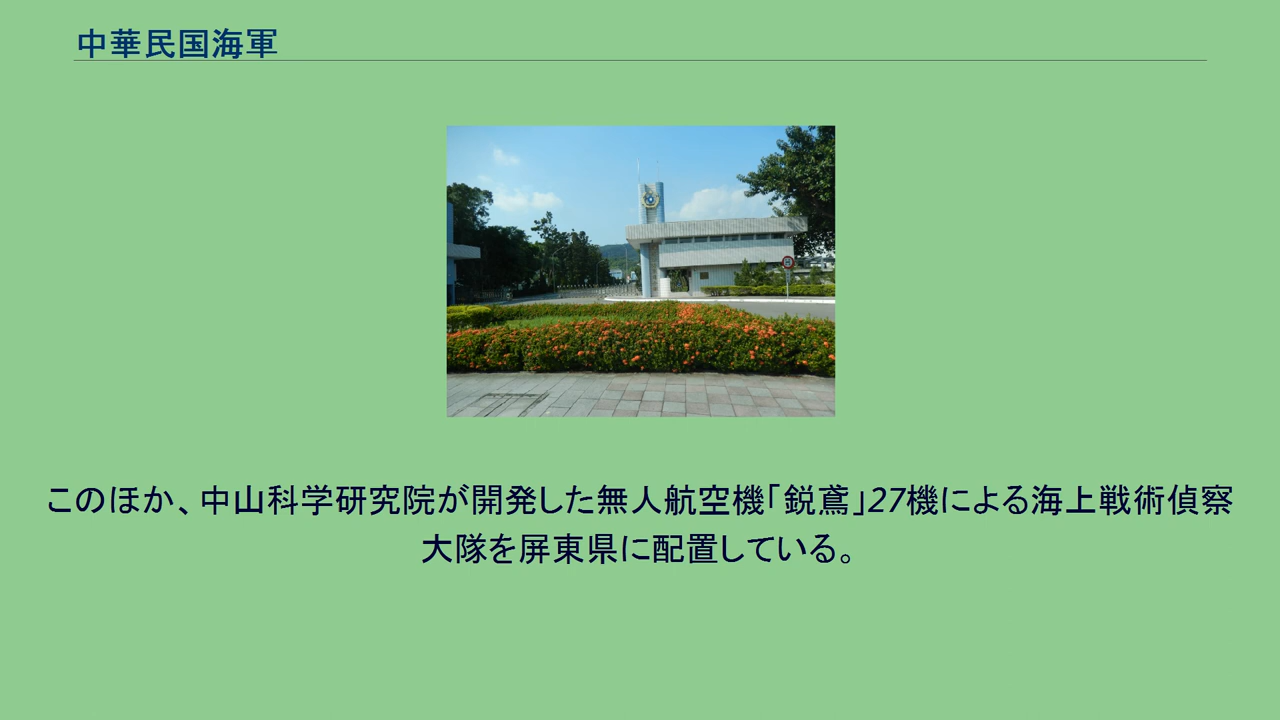 中華民国海軍
このほか、中山科学研究院が開発した無人航空機「鋭鳶」27機による海上戦術偵察
大隊を屏東県に配置している。